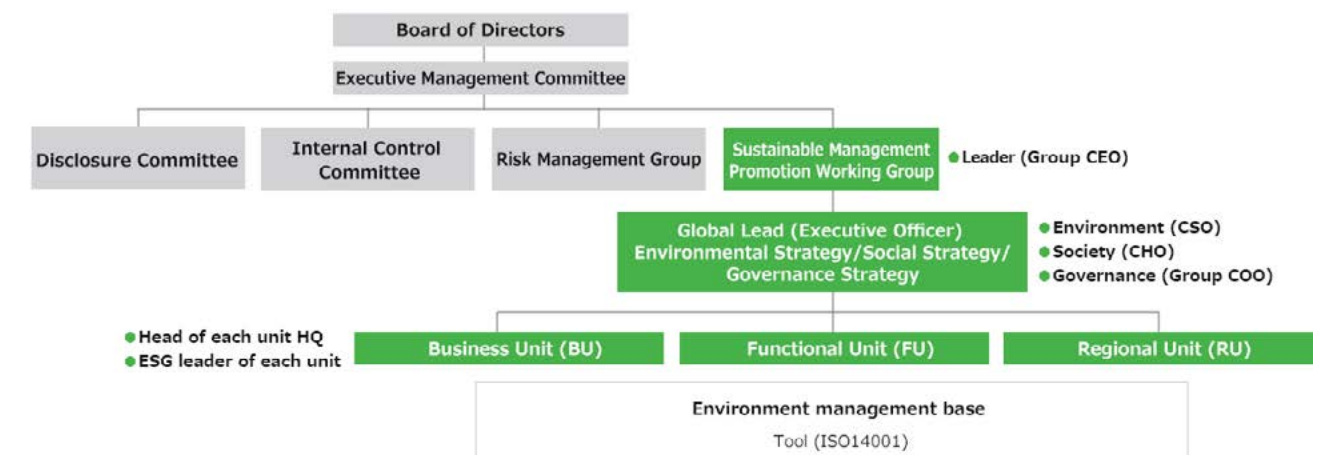 Board of Directors
Executive Management Committee
Disclosure Committee
Internal Control
Committee
Risk Management Group
Sustainable Management
Promotion Working Group
●Leader (Group CEO)
Global Lead (Executive Officer)
Environmental Strategy/Social Strategy/
Governance Strategy
●Environment (CSO)
●Society (CHO)
●Governance (Group COO)
●Head of each unit HQ
●ESG leader of each unit
Business Unit (BU)
Functional Unit (FU)
Regional Unit (RU)
Environment management base
Tool (ISO14001)